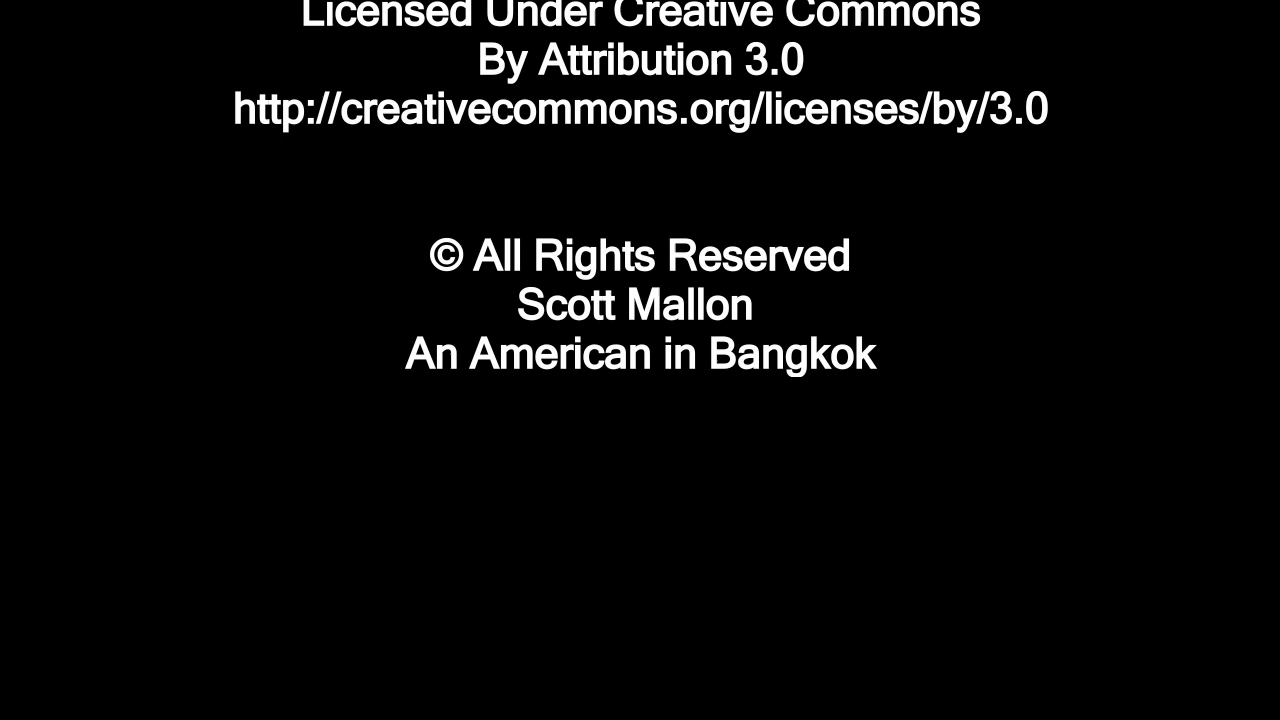 Licensed Under Creative Commons
By Attribution 3.0
http://creativecommons.org/licenses/by/3.0
© All Rights Reserved
Scott Mallon
An American in Bangkok